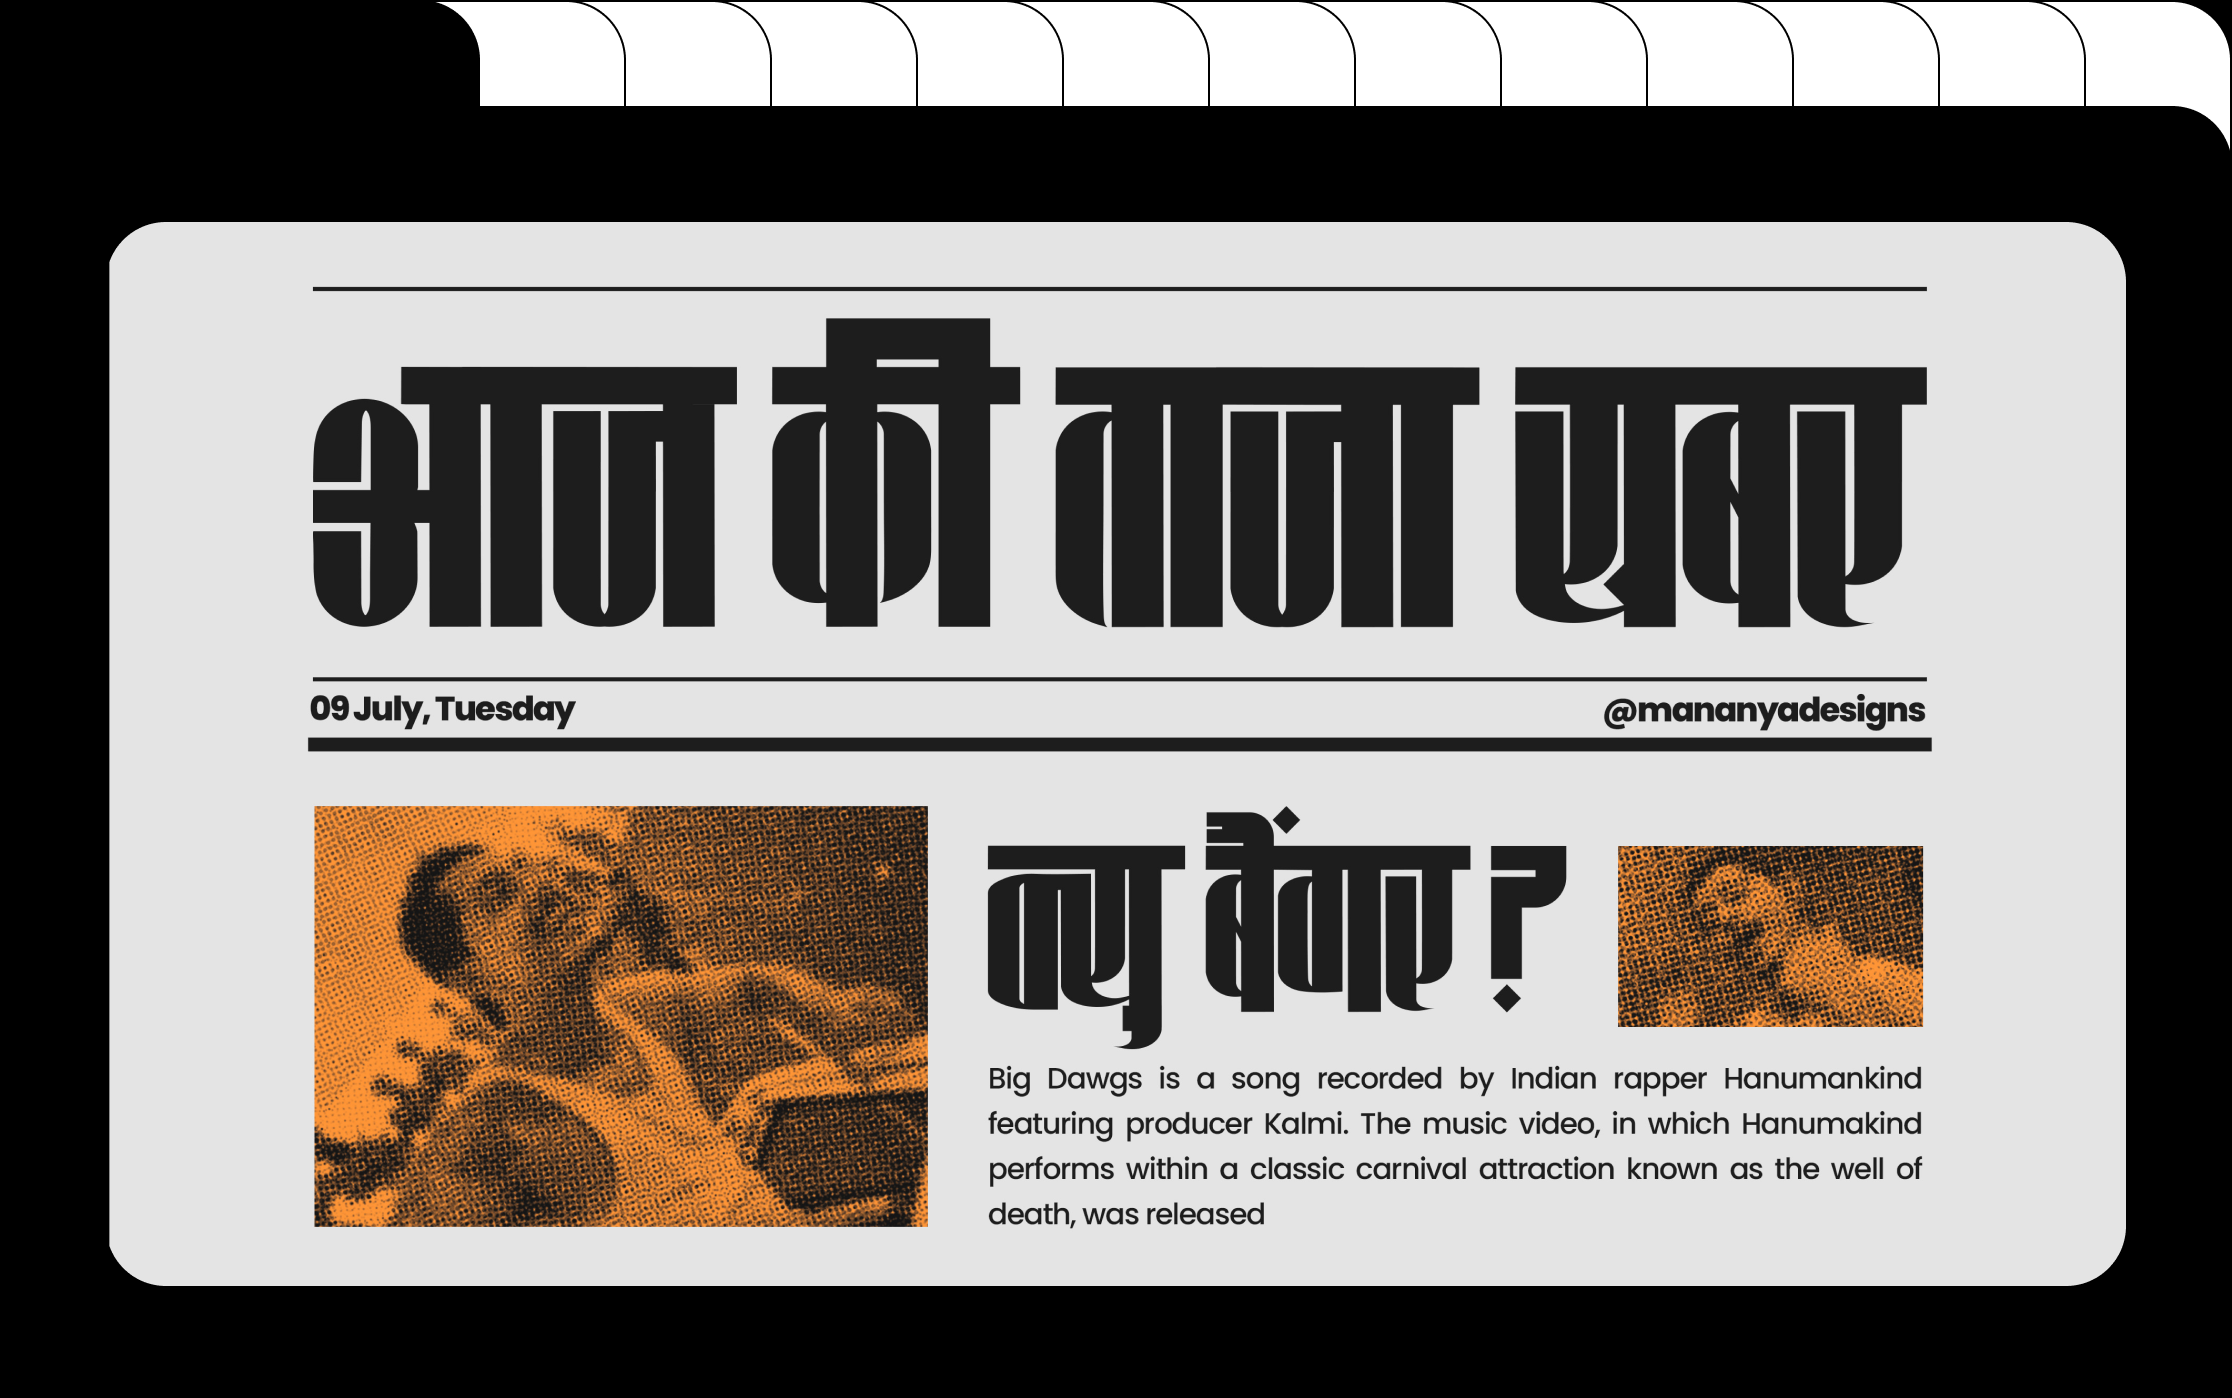 आज की ताजा खबर
09 July, Tuesday
@mananyadesigns
न्यु बैंगर ?
Big Dawgs is a song recorded by Indian rapper Hanumankind
featuring producer Kalmi. The music video, in which Hanumakind
performs within a classic carnival attraction known as the well of
death, was released